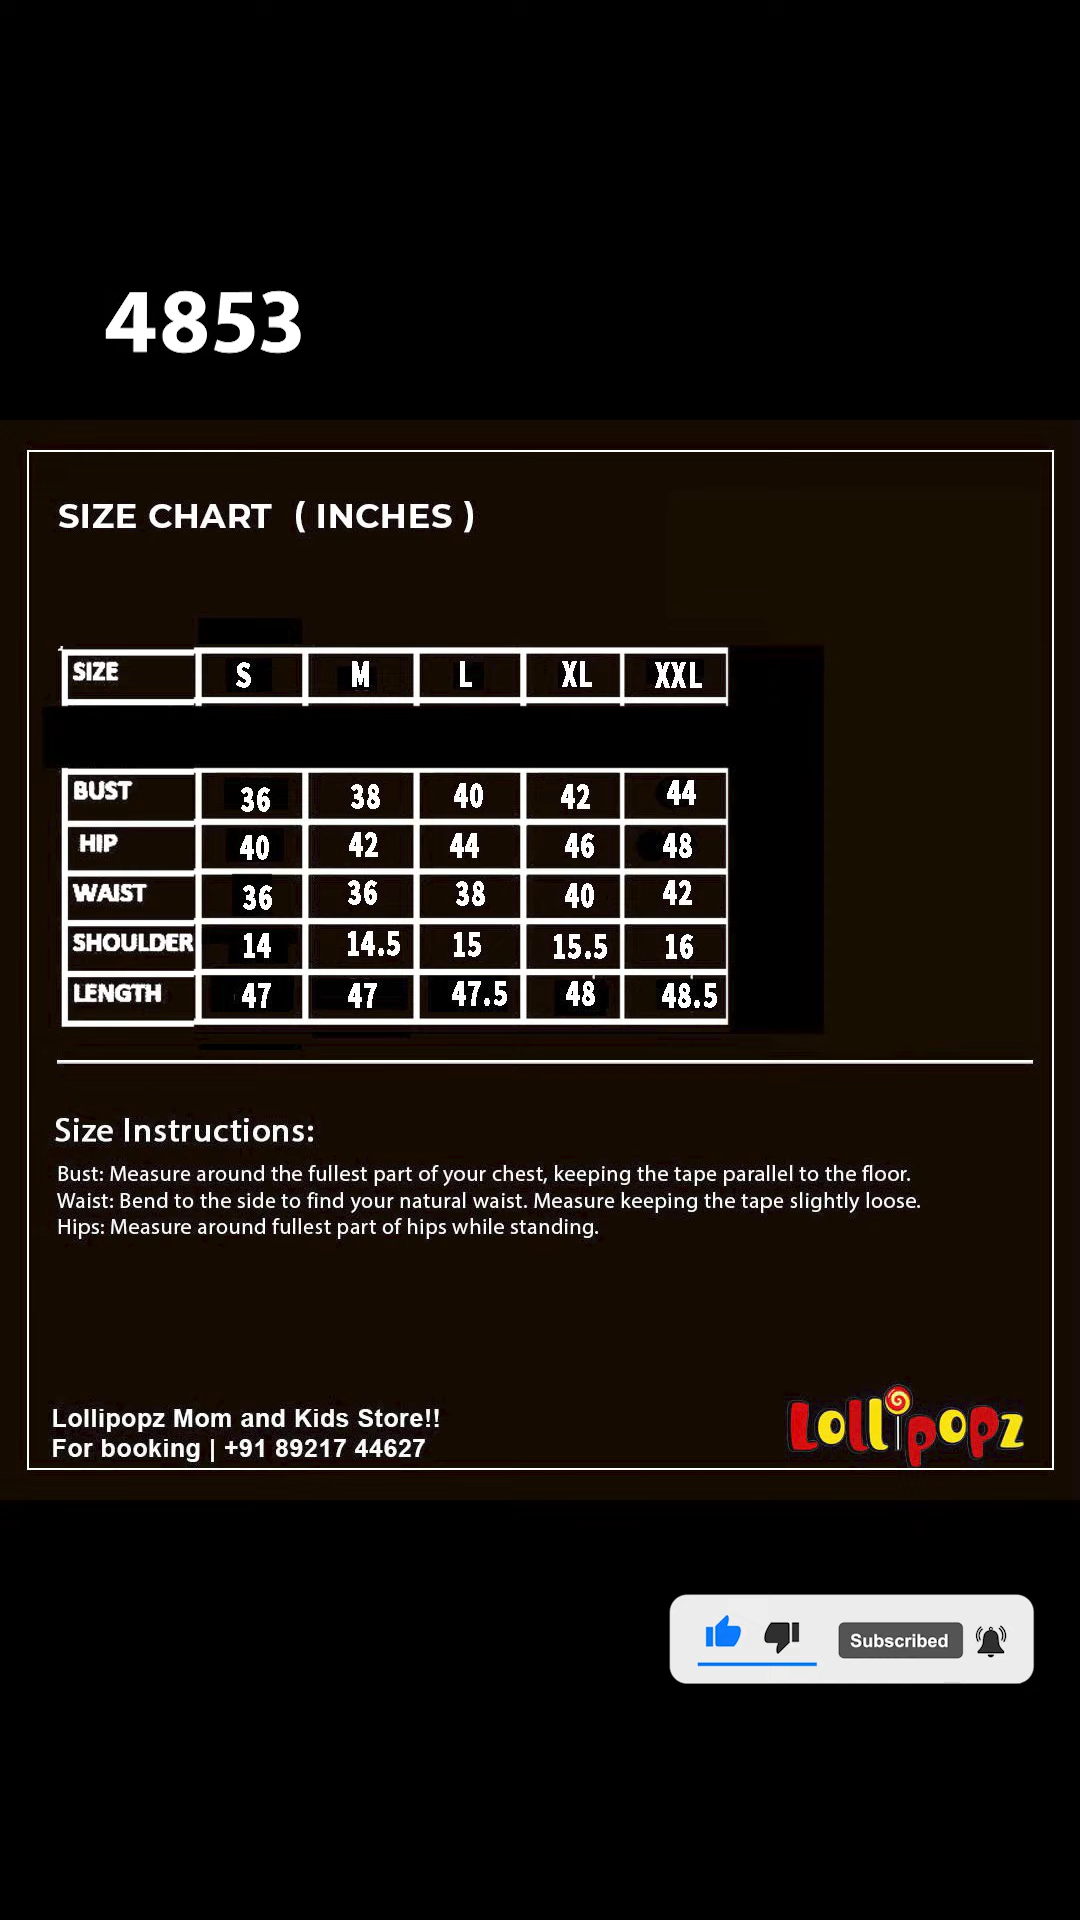 4853
SIZE CHART ( INCHES )
SIZE S M L XL XXL
BUST 36 38 40 42 44
HIP 40 42 44 46 48
WAIST 36 36 38 40 42
SHOULDER 14 14.5 15 15.5 16
LENGTH 47 47 47.5 48 48.5
Size Instructions:
Bust: Measure around the fullest part of your chest, keeping the tape parallel to the floor.
Waist: Bend to the side to find your natural waist. Measure keeping the tape slightly loose.
Hips: Measure around fullest part of hips while standing.
Lollipopz Mom and Kids Store!!
For booking | +91 89217 44627
Lollipopz
Subscribed